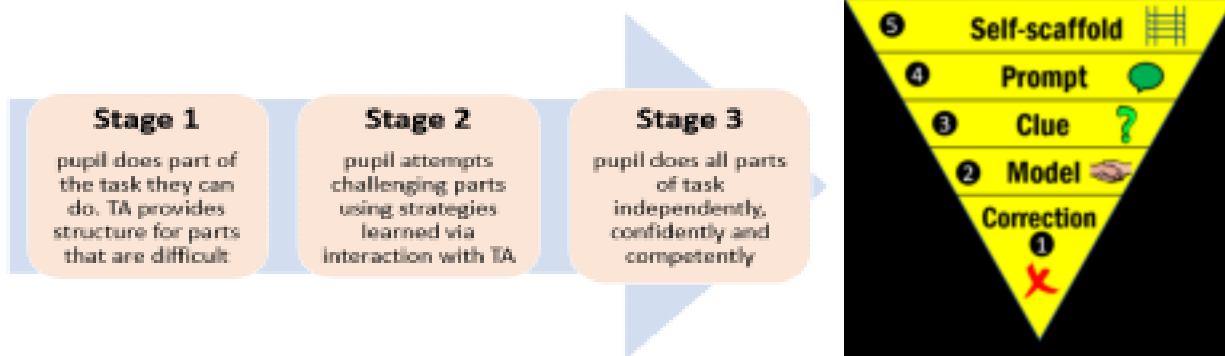 Stage 1
pupil does part of
the task they can
do. TA provides
structure for parts
that are difficult
Stage 2
pupil attempts
challenging parts
using strategies
learned via
interaction with TA
Stage 3
pupil does all parts
of task
independently,
confidently and
competently
5 Self-scaffold
4 Prompt
3 Clue ?
2 Model
Correction
1